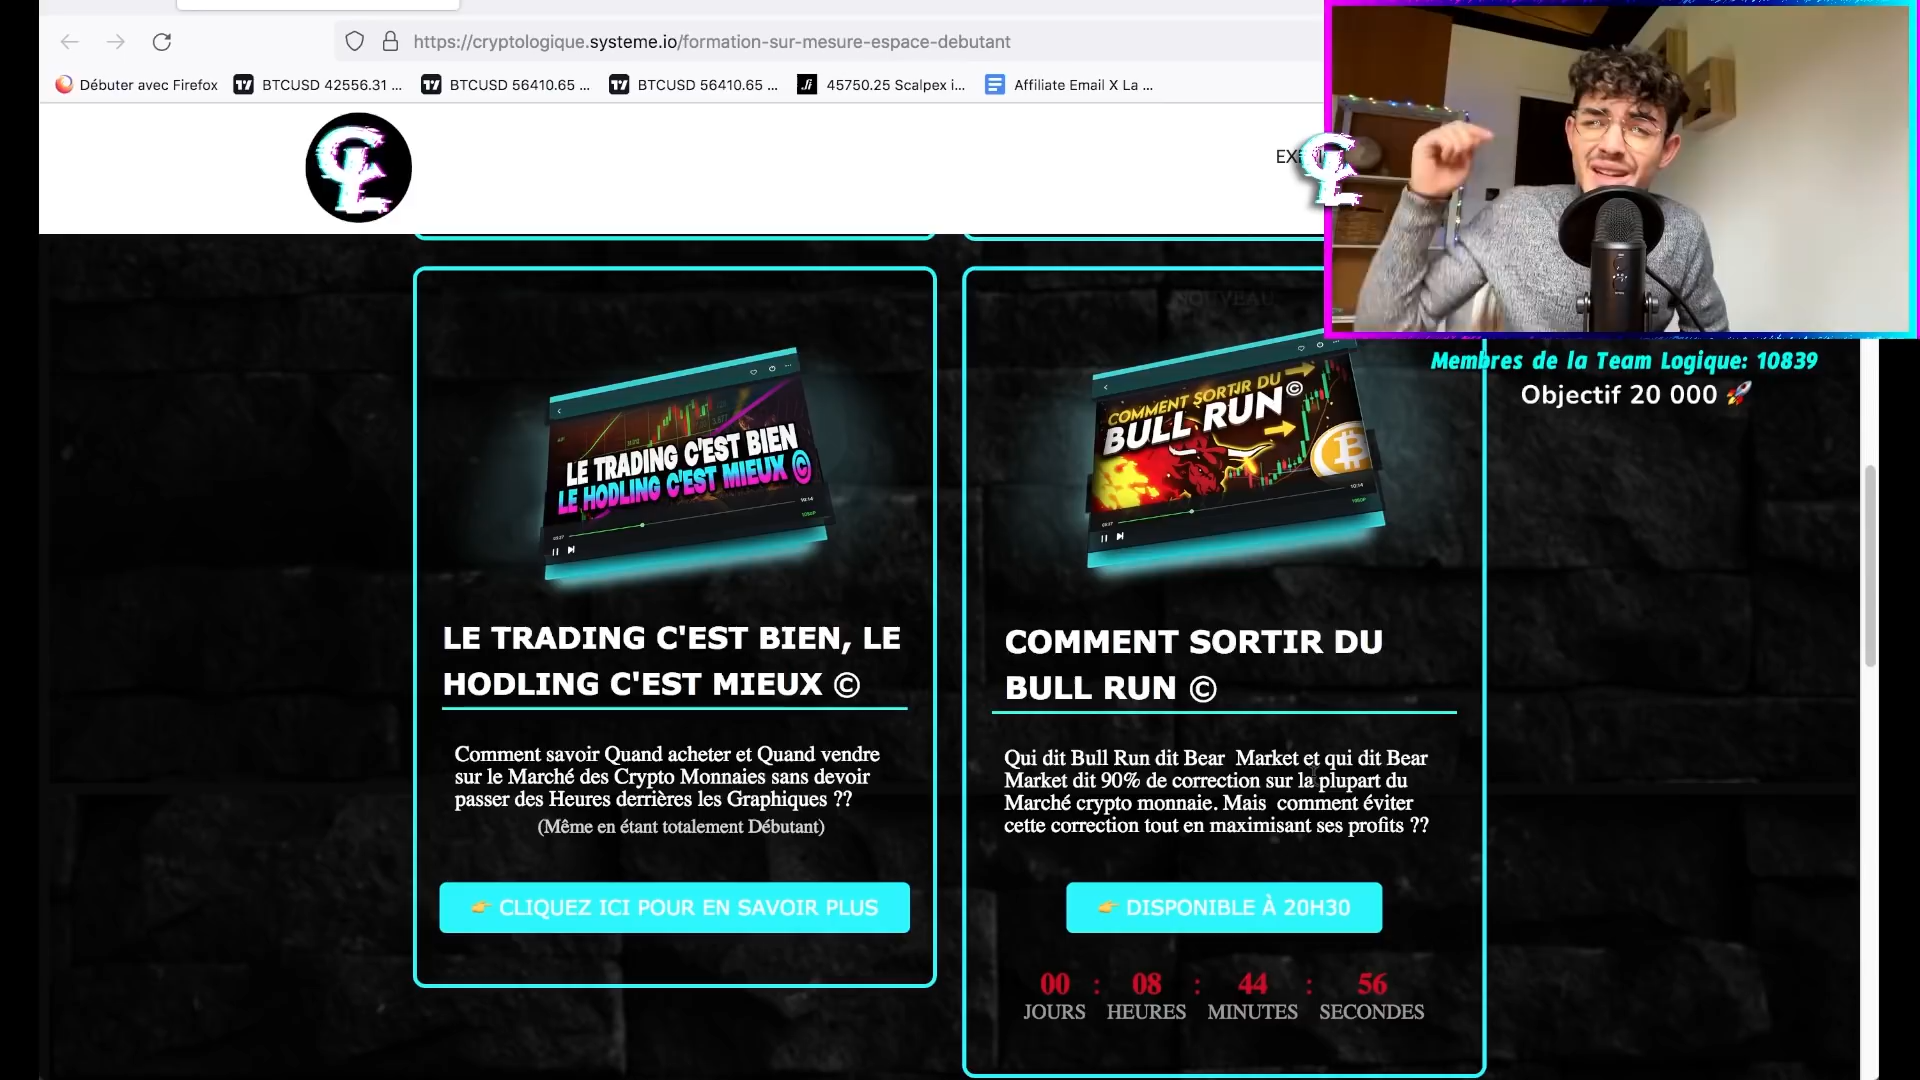 https://cryptologique.systeme.io/formation-sur-mesure-espace-debutant
Débuter avec Firefox
BTCUSD 42556.31 ...
BTCUSD 56410.65 ...
BTCUSD 56410.65 ...
45750.25 Scalpex i...
Affiliate Email X La ...
CL
CL
Membres de la Team Logique: 10839
Objectif 20 000 🚀
LE TRADING C'EST BIEN
LE HODLING C'EST MIEUX ©
NOUVEAU
COMMENT SORTIR DU
BULL RUN ©
LE TRADING C'EST BIEN, LE
HODLING C'EST MIEUX ©
Comment savoir Quand acheter et Quand vendre
sur le Marché des Crypto Monnaies sans devoir
passer des Heures derrières les Graphiques ??
(Même en étant totalement Débutant)
👉 CLIQUEZ ICI POUR EN SAVOIR PLUS
COMMENT SORTIR DU
BULL RUN ©
Qui dit Bull Run dit Bear  Market et qui dit Bear
Market dit 90% de correction sur la plupart du
Marché crypto monnaie. Mais  comment éviter
cette correction tout en maximisant ses profits ??
👉 DISPONIBLE À 20H30
00 : 08 : 44 : 56
JOURS HEURES MINUTES SECONDES